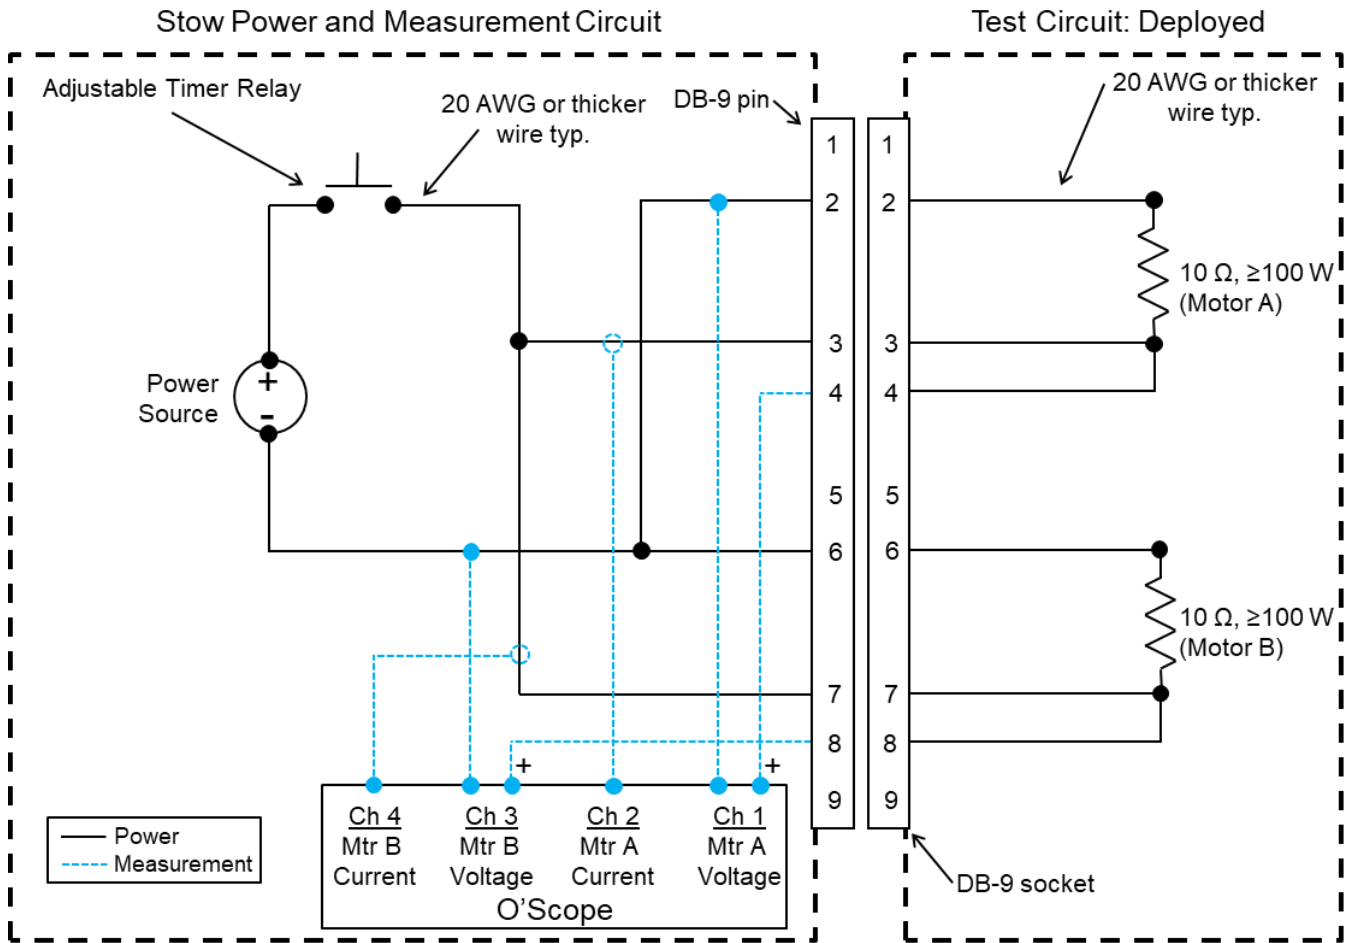 Stow Power and Measurement Circuit
Test Circuit: Deployed
Adjustable Timer Relay
20 AWG or thicker
wire typ.
DB-9 pin
20 AWG or thicker
wire typ.
1
2
3
4
5
6
7
8
9
1
2
3
4
5
6
7
8
9
10 Ω, ≥100 W
(Motor A)
Power
Source
+
-
10 Ω, ≥100 W
(Motor B)
+
+
Ch 4
Mtr B
Current
Ch 3
Mtr B
Voltage
Ch 2
Mtr A
Current
Ch 1
Mtr A
Voltage
O'Scope
Power
Measurement
DB-9 socket